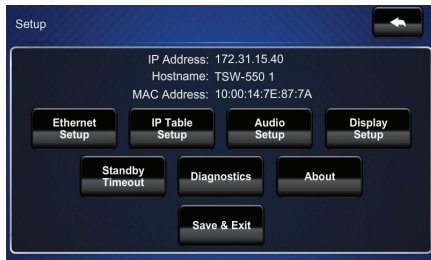 Setup
IP Address: 172.31.15.40
Hostname: TSW-550 1
MAC Address: 10:00:14:7E:87:7A
Ethernet
Setup
IP Table
Setup
Audio
Setup
Display
Setup
Standby
Timeout
Diagnostics
About
Save & Exit